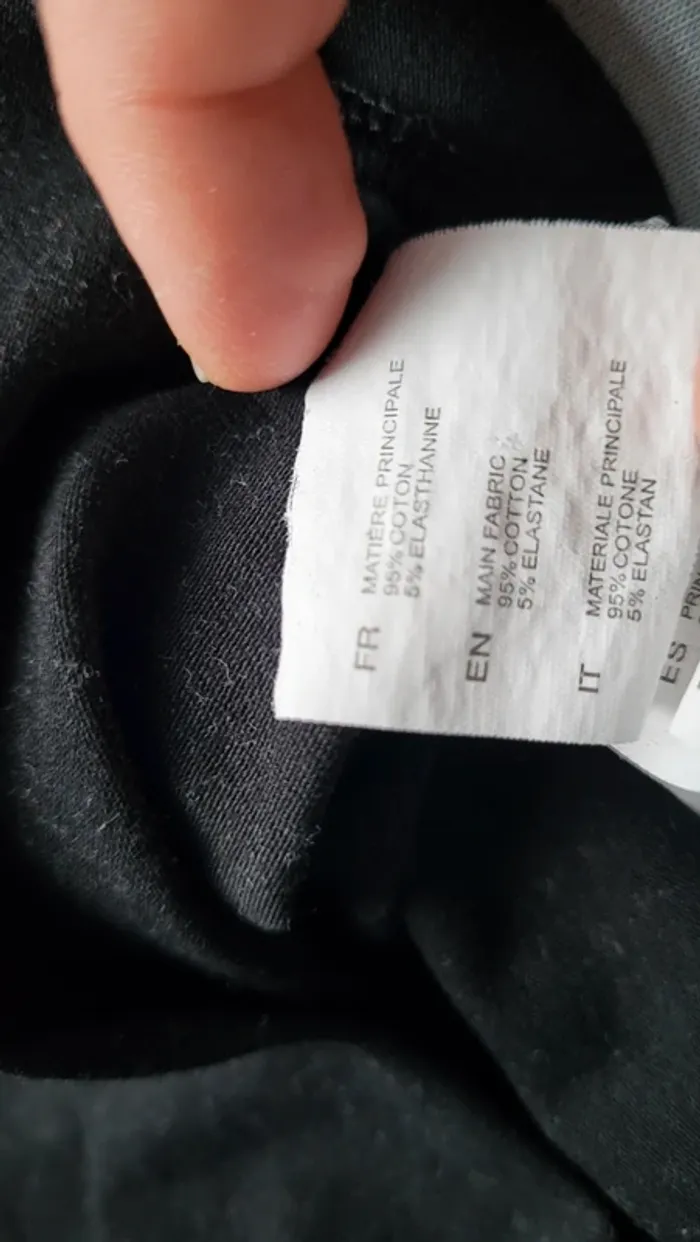 FR MATIÈRE PRINCIPALE
95% COTON
5% ELASTHANNE
EN MAIN FABRIC
95% COTTON
5% ELASTANE
IT MATERIALE PRINCIPALE
95% COTONE
5% ELASTAN
ES